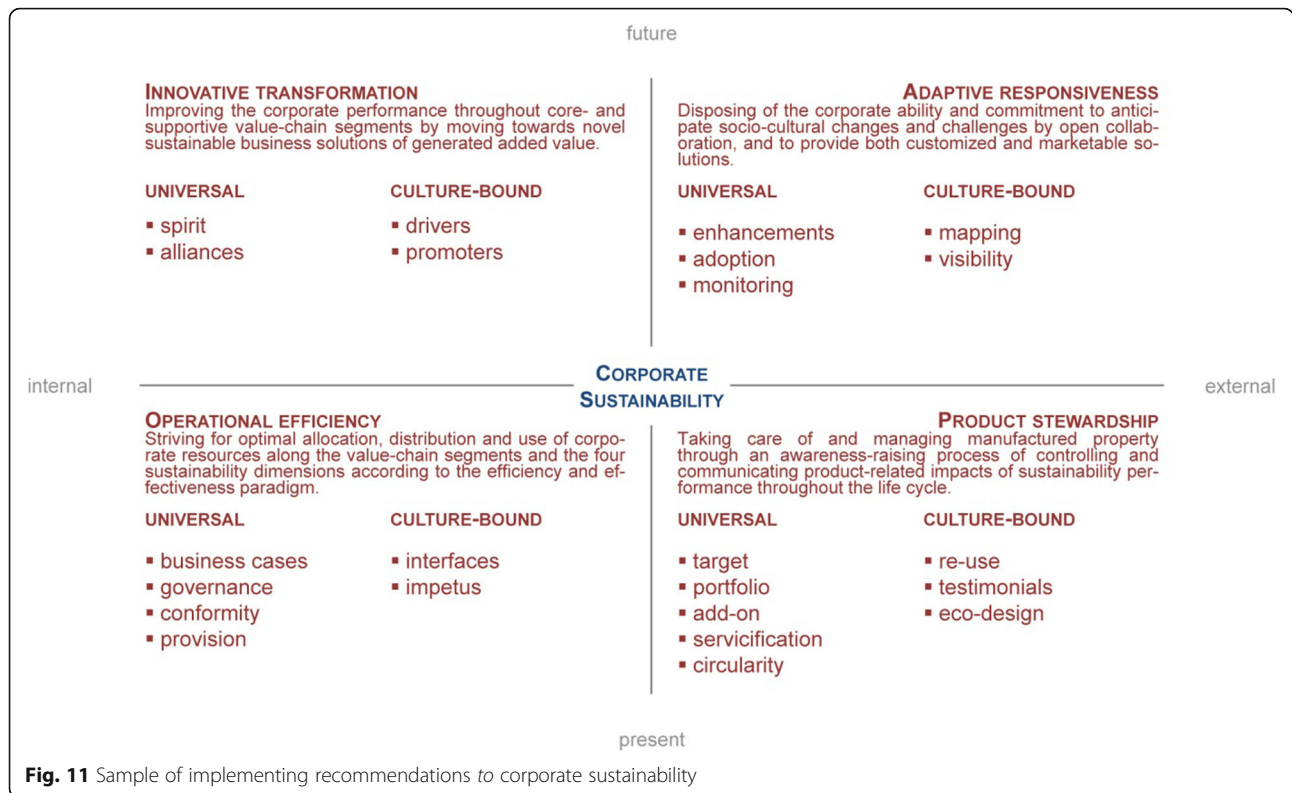 future
INNOVATIVE TRANSFORMATION
Improving the corporate performance throughout core- and
supportive value-chain segments by moving towards novel
sustainable business solutions of generated added value.
UNIVERSAL
CULTURE-BOUND
▪ spirit
▪ alliances
▪ drivers
▪ promoters
ADAPTIVE RESPONSIVENESS
Disposing of the corporate ability and commitment to antici-
pate socio-cultural changes and challenges by open collab-
oration, and to provide both customized and marketable so-
lutions.
UNIVERSAL
CULTURE-BOUND
▪ enhancements
▪ adoption
▪ monitoring
▪ mapping
▪ visibility
internal
CORPORATE
SUSTAINABILITY
external
OPERATIONAL EFFICIENCY
Striving for optimal allocation, distribution and use of corpo-
rate resources along the value-chain segments and the four
sustainability dimensions according to the efficiency and ef-
fectiveness paradigm.
UNIVERSAL
CULTURE-BOUND
▪ business cases
▪ governance
▪ conformity
▪ provision
▪ interfaces
▪ impetus
PRODUCT STEWARDSHIP
Taking care of and managing manufactured property
through an awareness-raising process of controlling and
communicating product-related impacts of sustainability per-
formance throughout the life cycle.
UNIVERSAL
CULTURE-BOUND
▪ target
▪ portfolio
▪ add-on
▪ servicification
▪ circularity
▪ re-use
▪ testimonials
▪ eco-design
present
Fig. 11 Sample of implementing recommendations to corporate sustainability